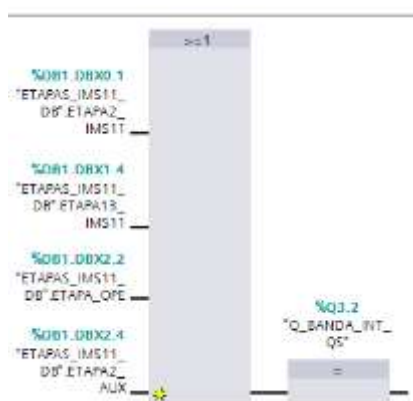 >=1
%DB1.DBX0.1
"ETAPAS_IMS11_
DB".ETAPA2_
IMS11
%DB1.DBX1.4
"ETAPAS_IMS11_
DB".ETAPA13_
IMS11
%DB1.DBX2.2
"ETAPAS_IMS11_
DB".ETAPA_OPE
%DB1.DBX2.4
"ETAPAS_IMS11_
DB".ETAPA2_
AUX
%Q3.2
"Q_BANDA_INT_
QS"
=